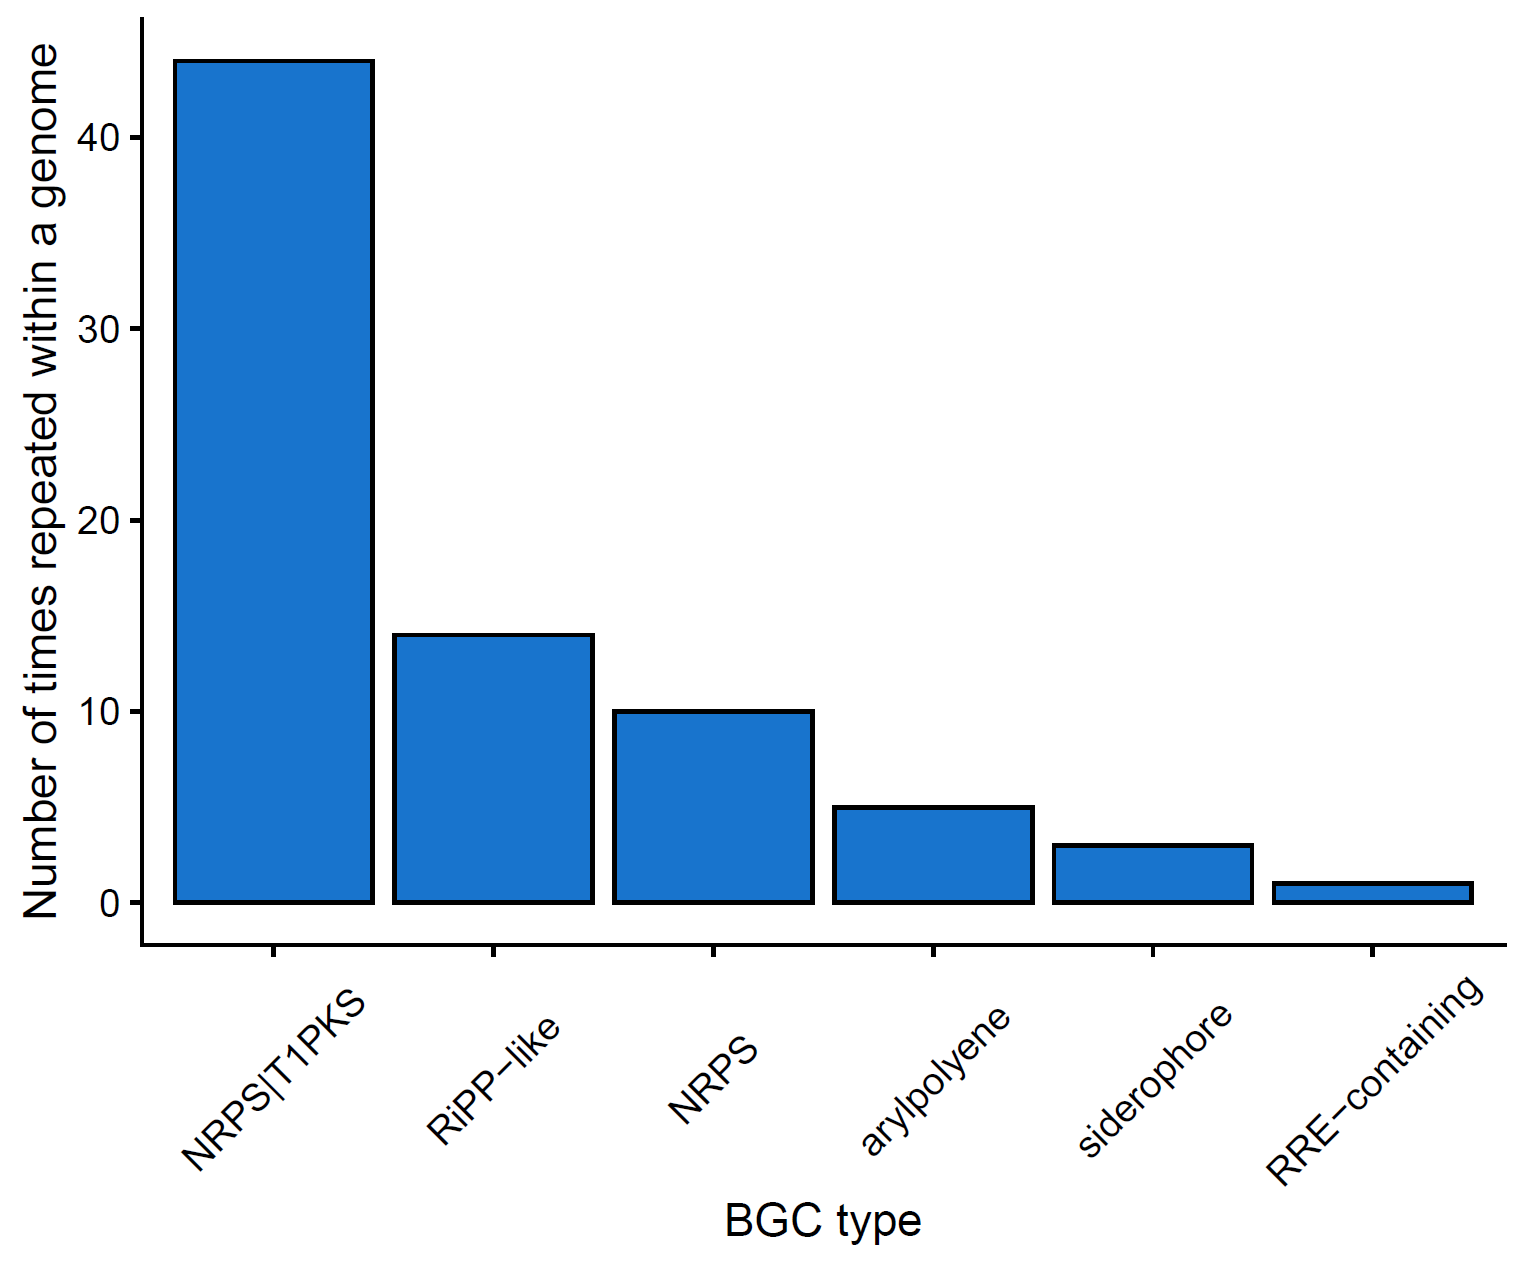 Number of times repeated within a genome
40
30
20
10
0
NRPS|T1PKS
RiPP−like
NRPS
arylpolyene
siderophore
RRE−containing
BGC type